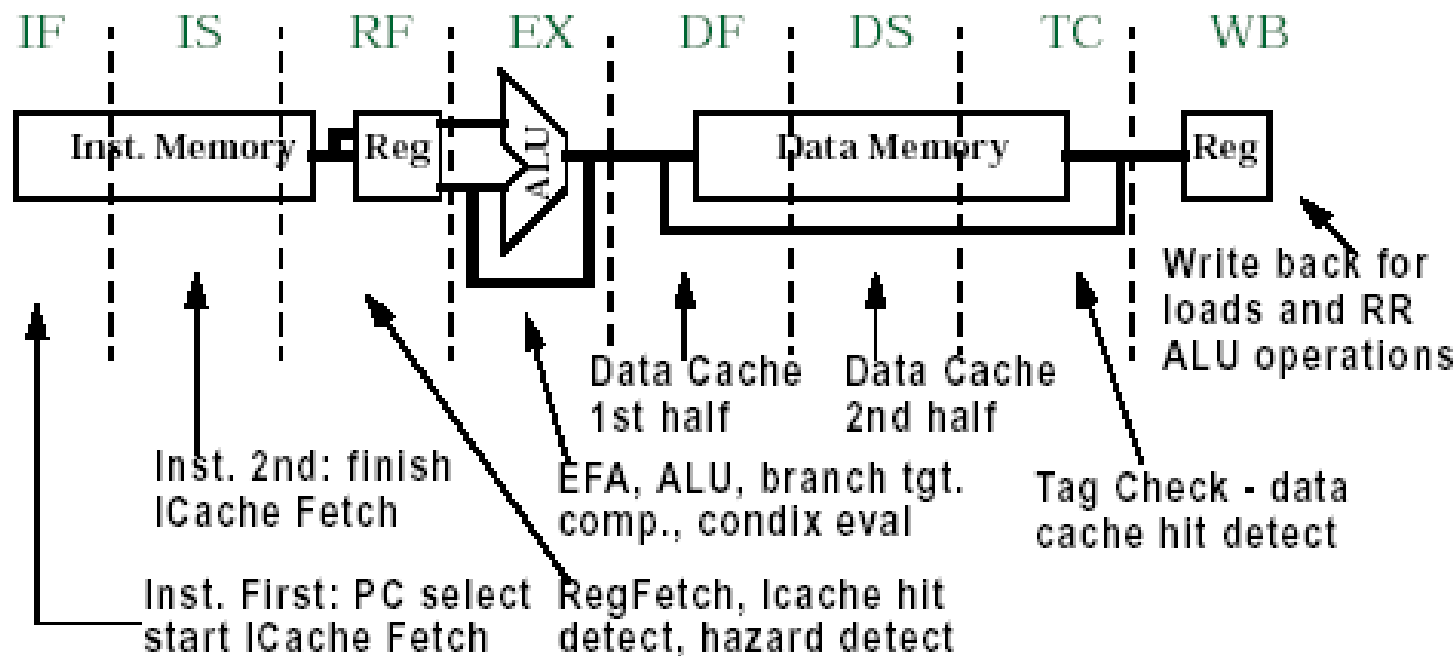 IF IS RF EX DF DS TC WB
Inst. Memory
Reg
ALU
Data Memory
Reg
Write back for
loads and RR
ALU operations
Data Cache
1st half
Data Cache
2nd half
Inst. 2nd: finish
ICache Fetch
EFA, ALU, branch tgt.
comp., condix eval
Tag Check - data
cache hit detect
Inst. First: PC select
start ICache Fetch
RegFetch, Icache hit
detect, hazard detect